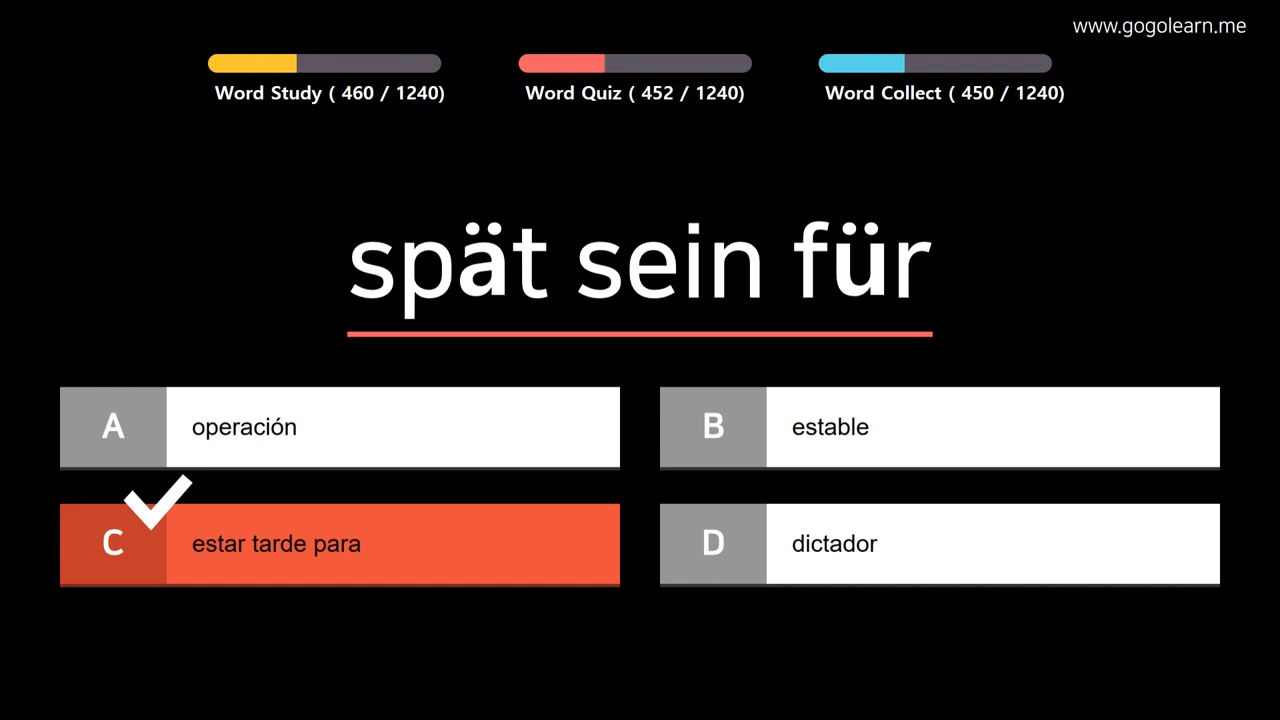 www.gogolearn.me
Word Study ( 460 / 1240)
Word Quiz ( 452 / 1240)
Word Collect ( 450 / 1240)
spät sein für
A operación
B estable
C estar tarde para
D dictador